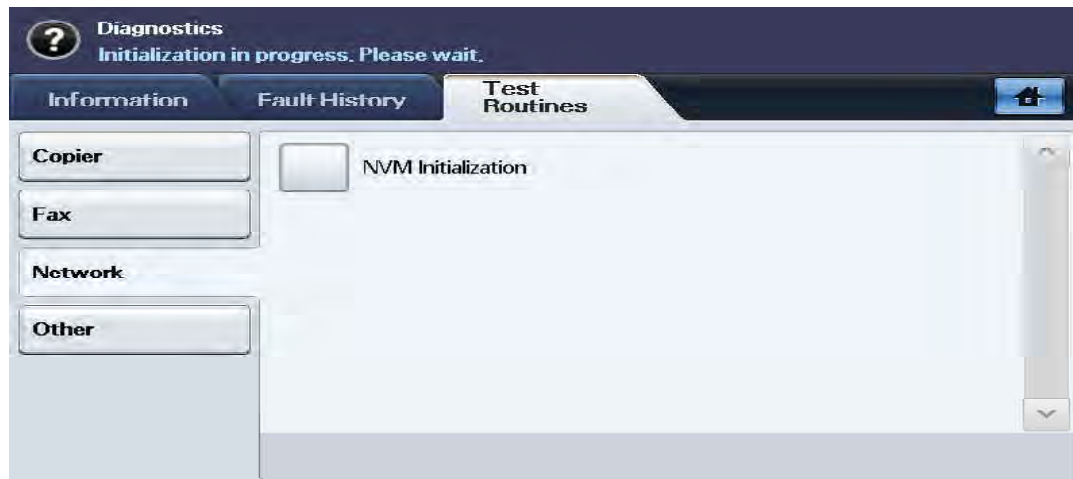 Diagnostics
Initialization in progress. Please wait.
Information
Fault History
Test
Routines
Copier
NVM Initialization
Fax
Network
Other